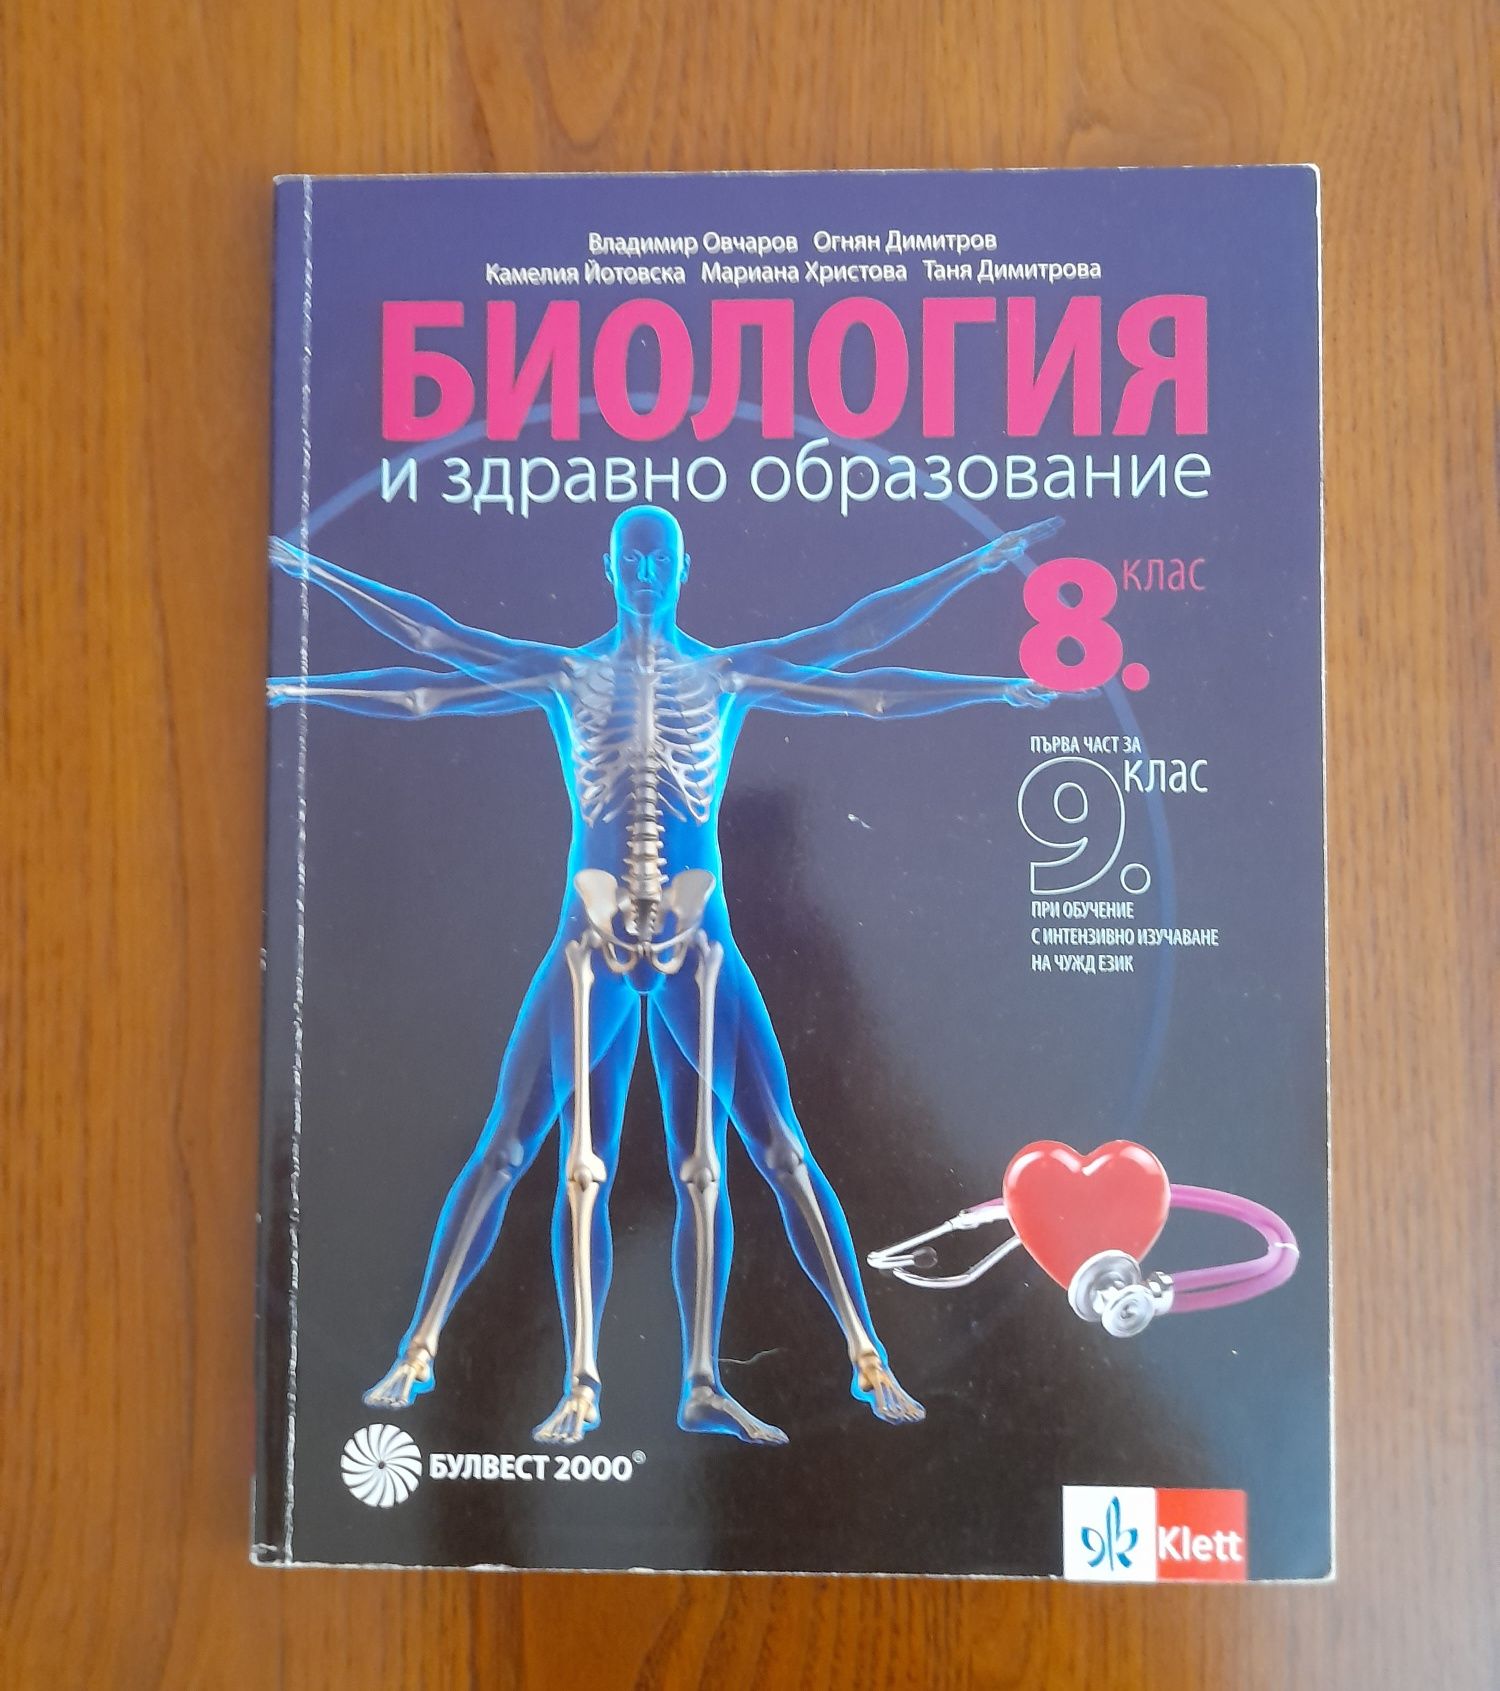 Владимир Овчаров Огнян Димитров
Камелия Йотовска Мариана Христова Таня Димитрова
БИОЛОГИЯ
и здравно образование
8. клас
ПЪРВА ЧАСТ ЗА
9. клас
ПРИ ОБУЧЕНИЕ
С ИНТЕНЗИВНО ИЗУЧАВАНЕ
НА ЧУЖД ЕЗИК
БУЛВЕСТ 2000®
Klett